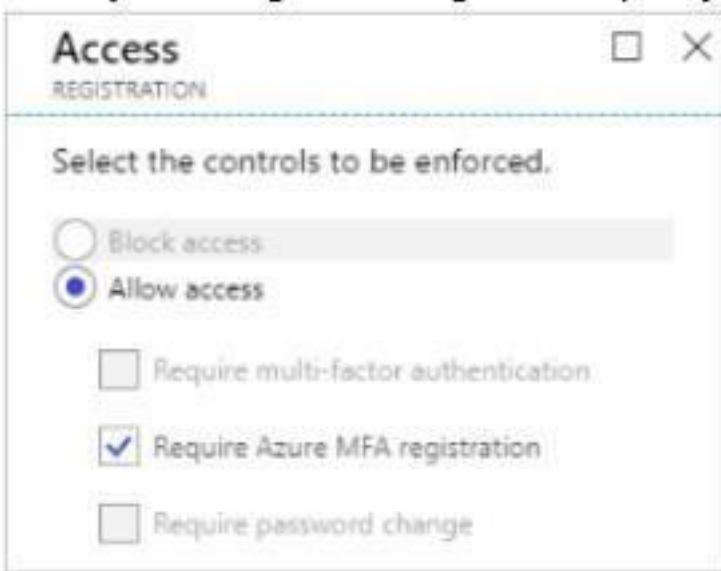 Access
REGISTRATION
Select the controls to be enforced.
Block access
Allow access
Require multi-factor authentication
Require Azure MFA registration
Require password change